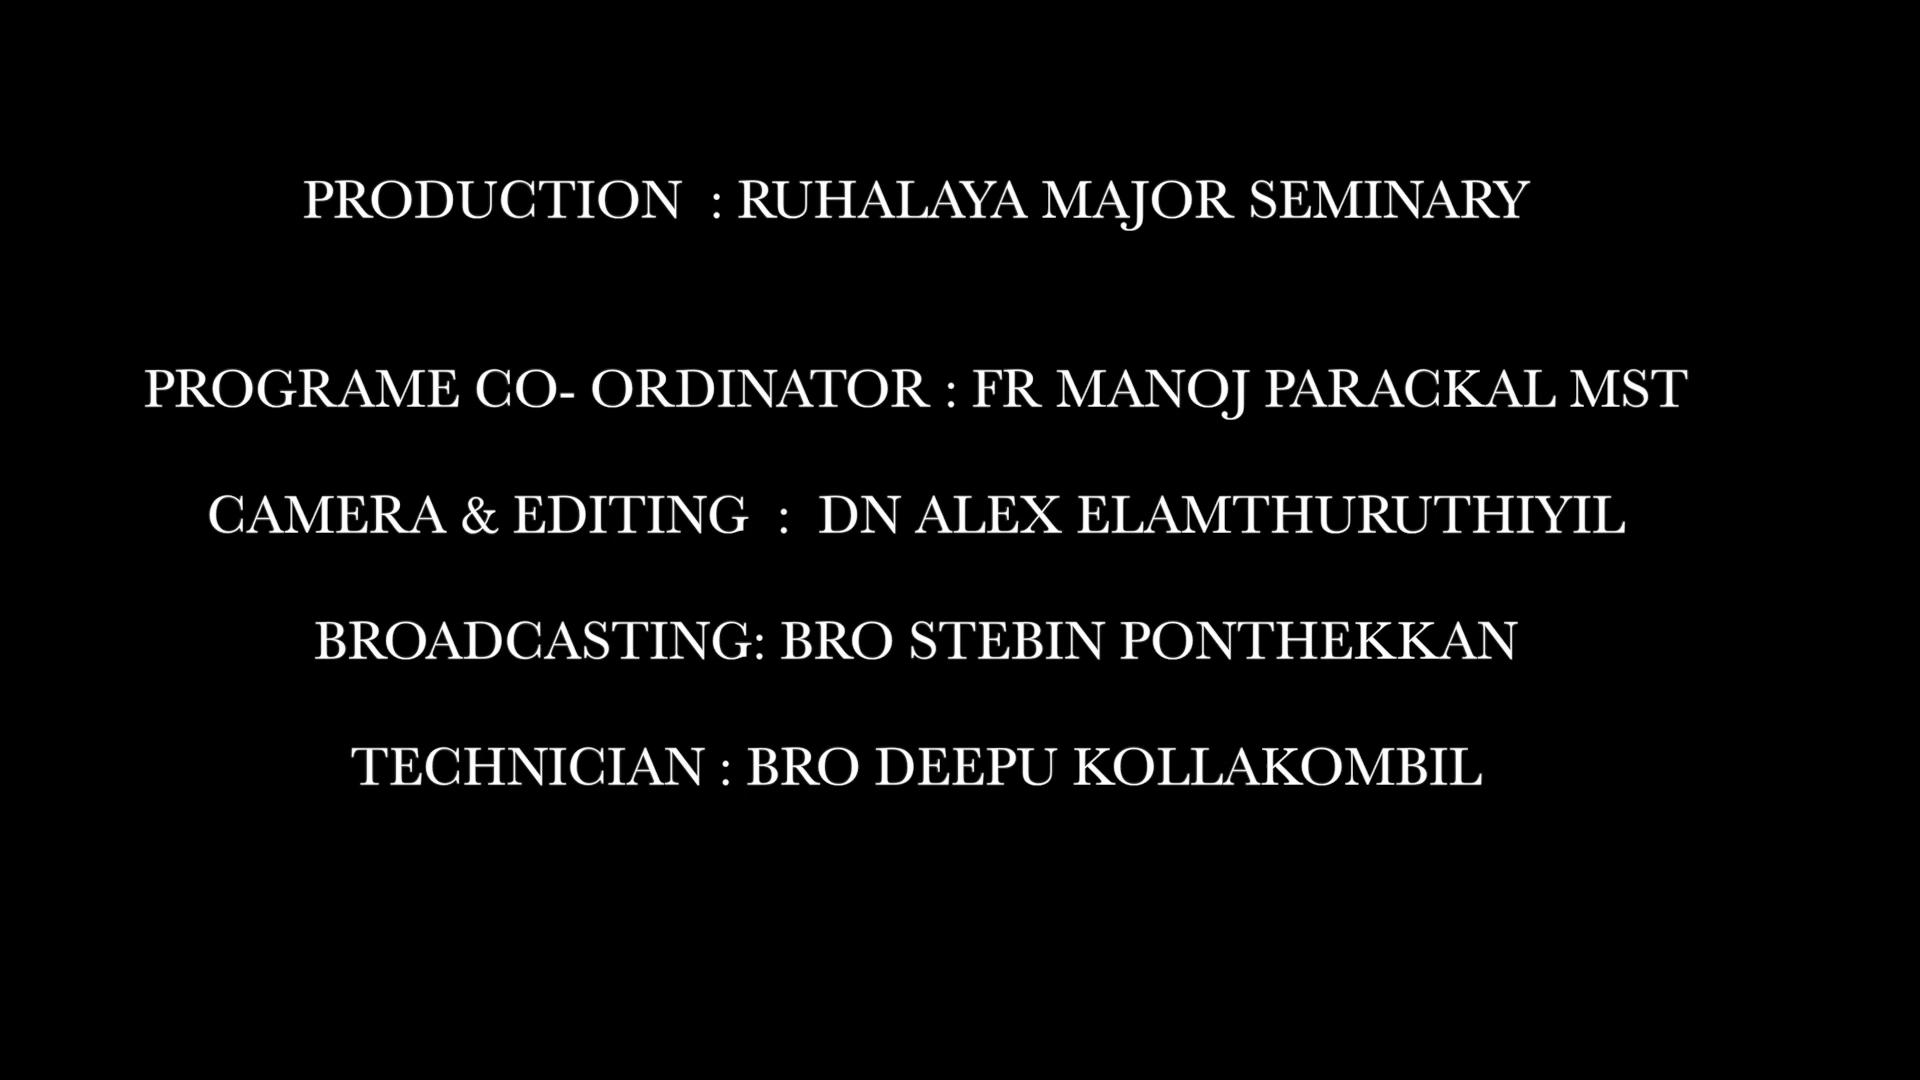 PRODUCTION : RUHALAYA MAJOR SEMINARY
PROGRAME CO- ORDINATOR : FR MANOJ PARACKAL MST
CAMERA & EDITING : DN ALEX ELAMTHURUTHIYIL
BROADCASTING: BRO STEBIN PONTHEKKAN
TECHNICIAN : BRO DEEPU KOLLAKOMBIL